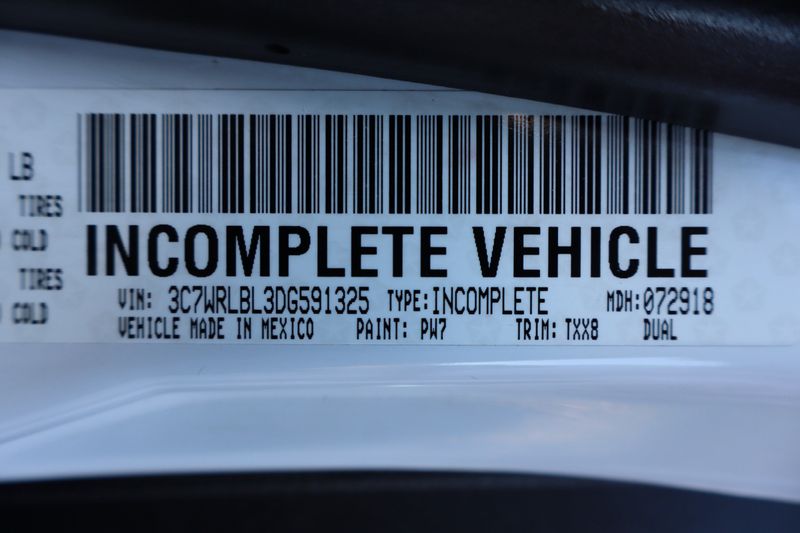 LB
TIRES
COLD
TIRES
COLD
INCOMPLETE VEHICLE
VIN: 3C7WRLBL3DG591325 TYPE: INCOMPLETE MDH: 072918
VEHICLE MADE IN MEXICO PAINT: PW7 TRIM: TXX8 DUAL